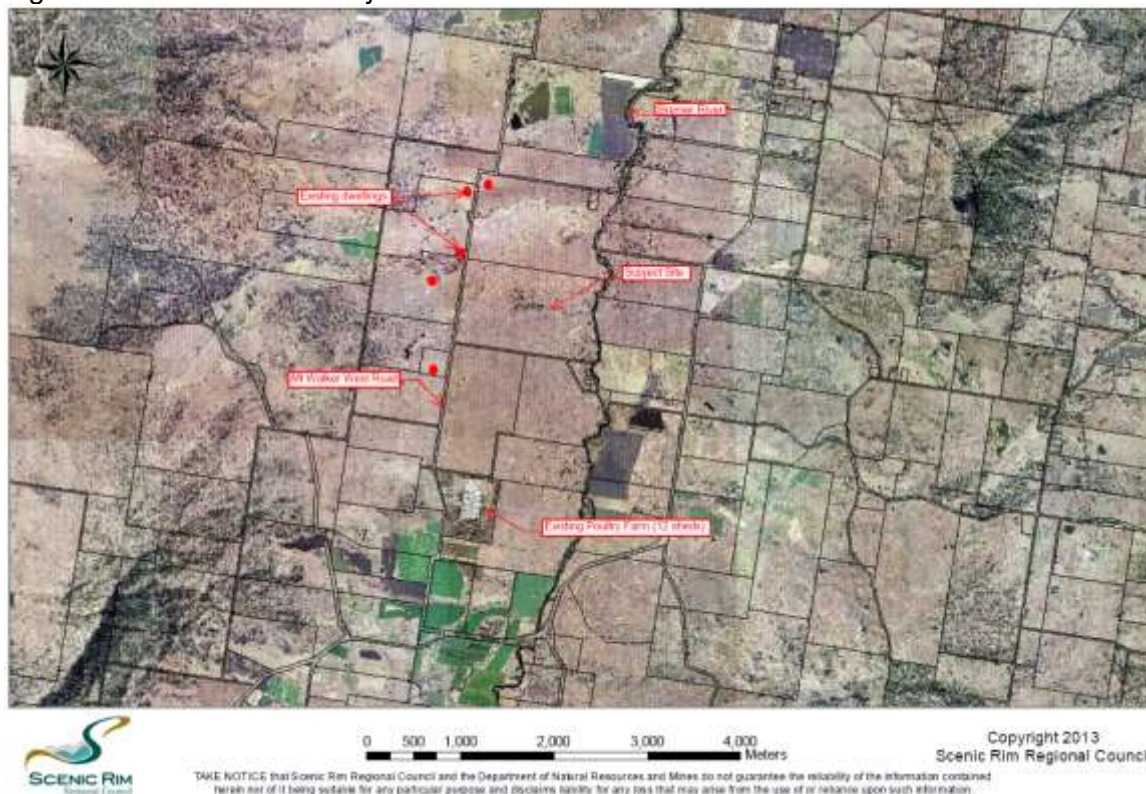 Bremer River
Existing dwellings
Subject Site
Mt Walker West Road
Existing Poultry Farm (12 sheds)
SCENIC RIM
Regional Council
0 500 1,000 2,000 3,000 4,000
Meters
Copyright 2013
Scenic Rim Regional Council
TAKE NOTICE that Scenic Rim Regional Council and the Department of Natural Resources and Mines do not guarantee the reliability of the information contained
herein nor of it being suitable for any particular purpose and disclaims liability for any loss that may arise from the use of or reliance upon such information